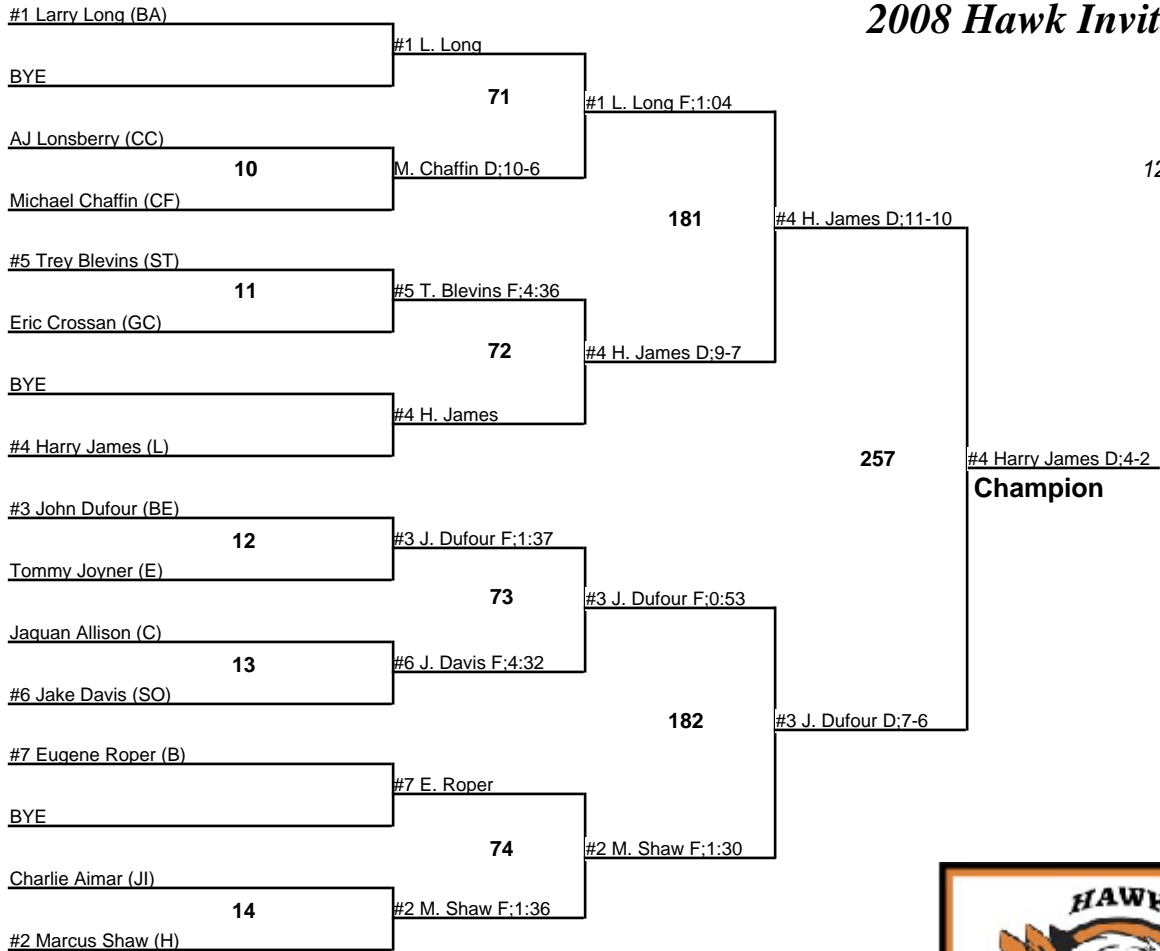 2008 Hawk Invit
12
#1 Larry Long (BA)
BYE
AJ Lonsberry (CC)
10
Michael Chaffin (CF)
#5 Trey Blevins (ST)
11
Eric Crossan (GC)
BYE
#4 Harry James (L)
#3 John Dufour (BE)
12
Tommy Joyner (E)
Jaquan Allison (C)
13
#6 Jake Davis (SO)
#7 Eugene Roper (B)
BYE
Charlie Aimar (JI)
14
#2 Marcus Shaw (H)
#1 L. Long
71
M. Chaffin D;10-6
#5 T. Blevins F;4:36
72
#4 H. James
#3 J. Dufour F;1:37
73
#6 J. Davis F;4:32
#7 E. Roper
74
#2 M. Shaw F;1:36
#1 L. Long F;1:04
181
#4 H. James D;9-7
#3 J. Dufour F;0:53
182
#2 M. Shaw F;1:30
#4 H. James D;11-10
257
#3 J. Dufour D;7-6
#4 Harry James D;4-2
Champion
HAWK